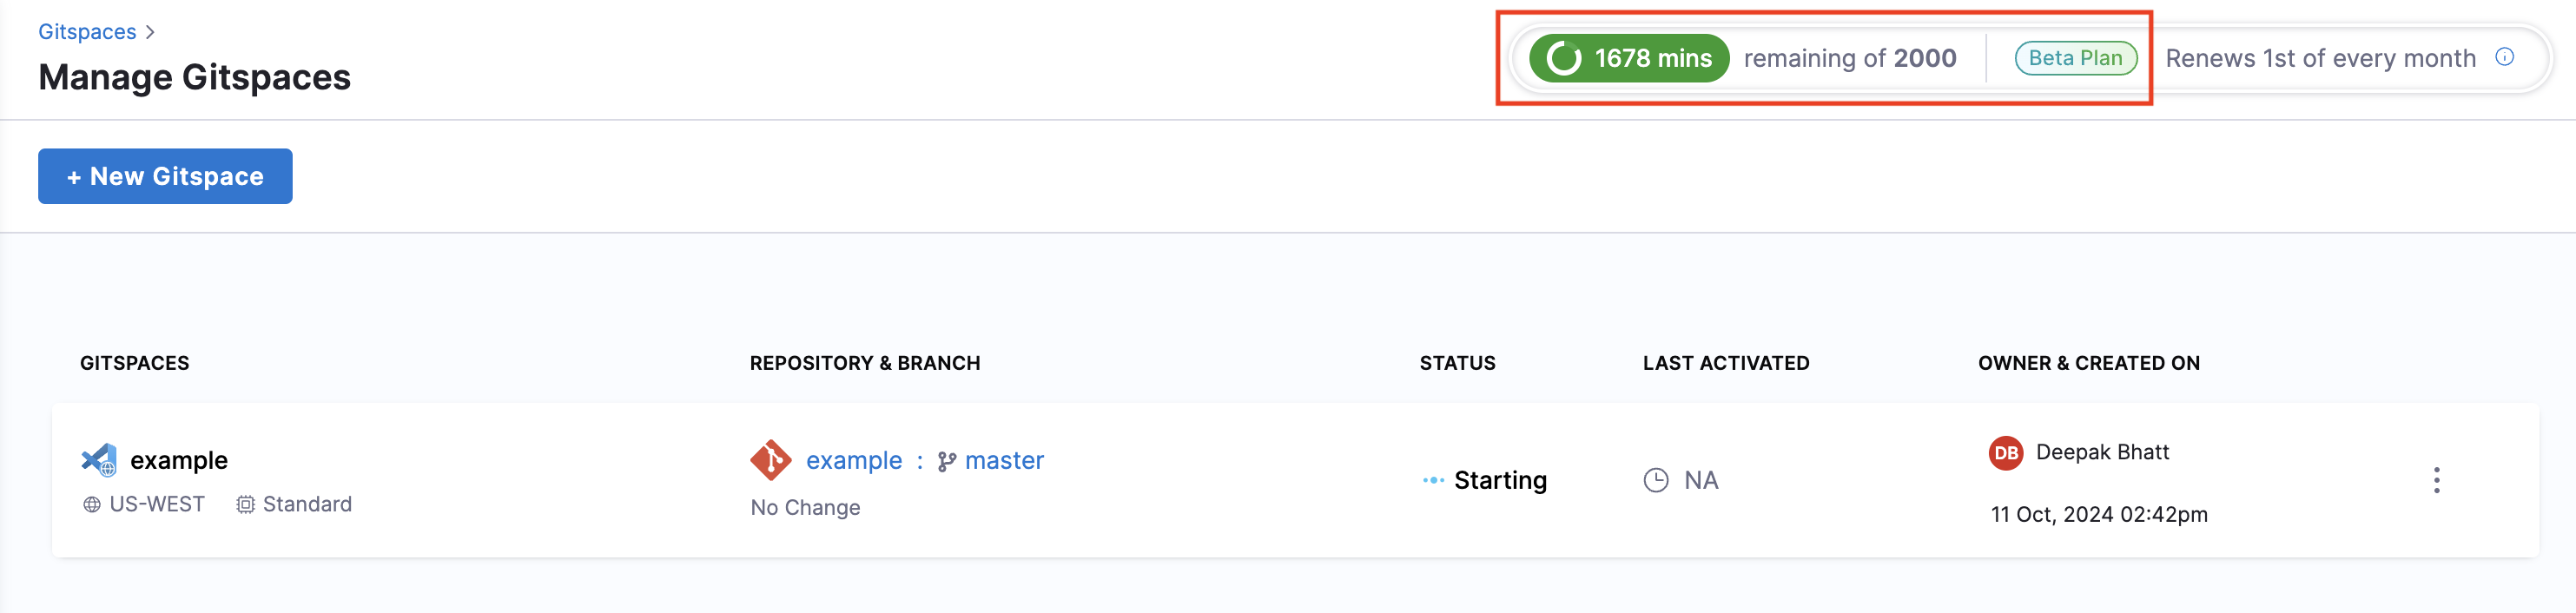 Gitspaces >
Manage Gitspaces
1678 mins remaining of 2000 Beta Plan Renews 1st of every month
+ New Gitspace
GITSPACES REPOSITORY & BRANCH STATUS LAST ACTIVATED OWNER & CREATED ON
example example : master Starting NA DB Deepak Bhatt
US-WEST Standard No Change 11 Oct, 2024 02:42pm